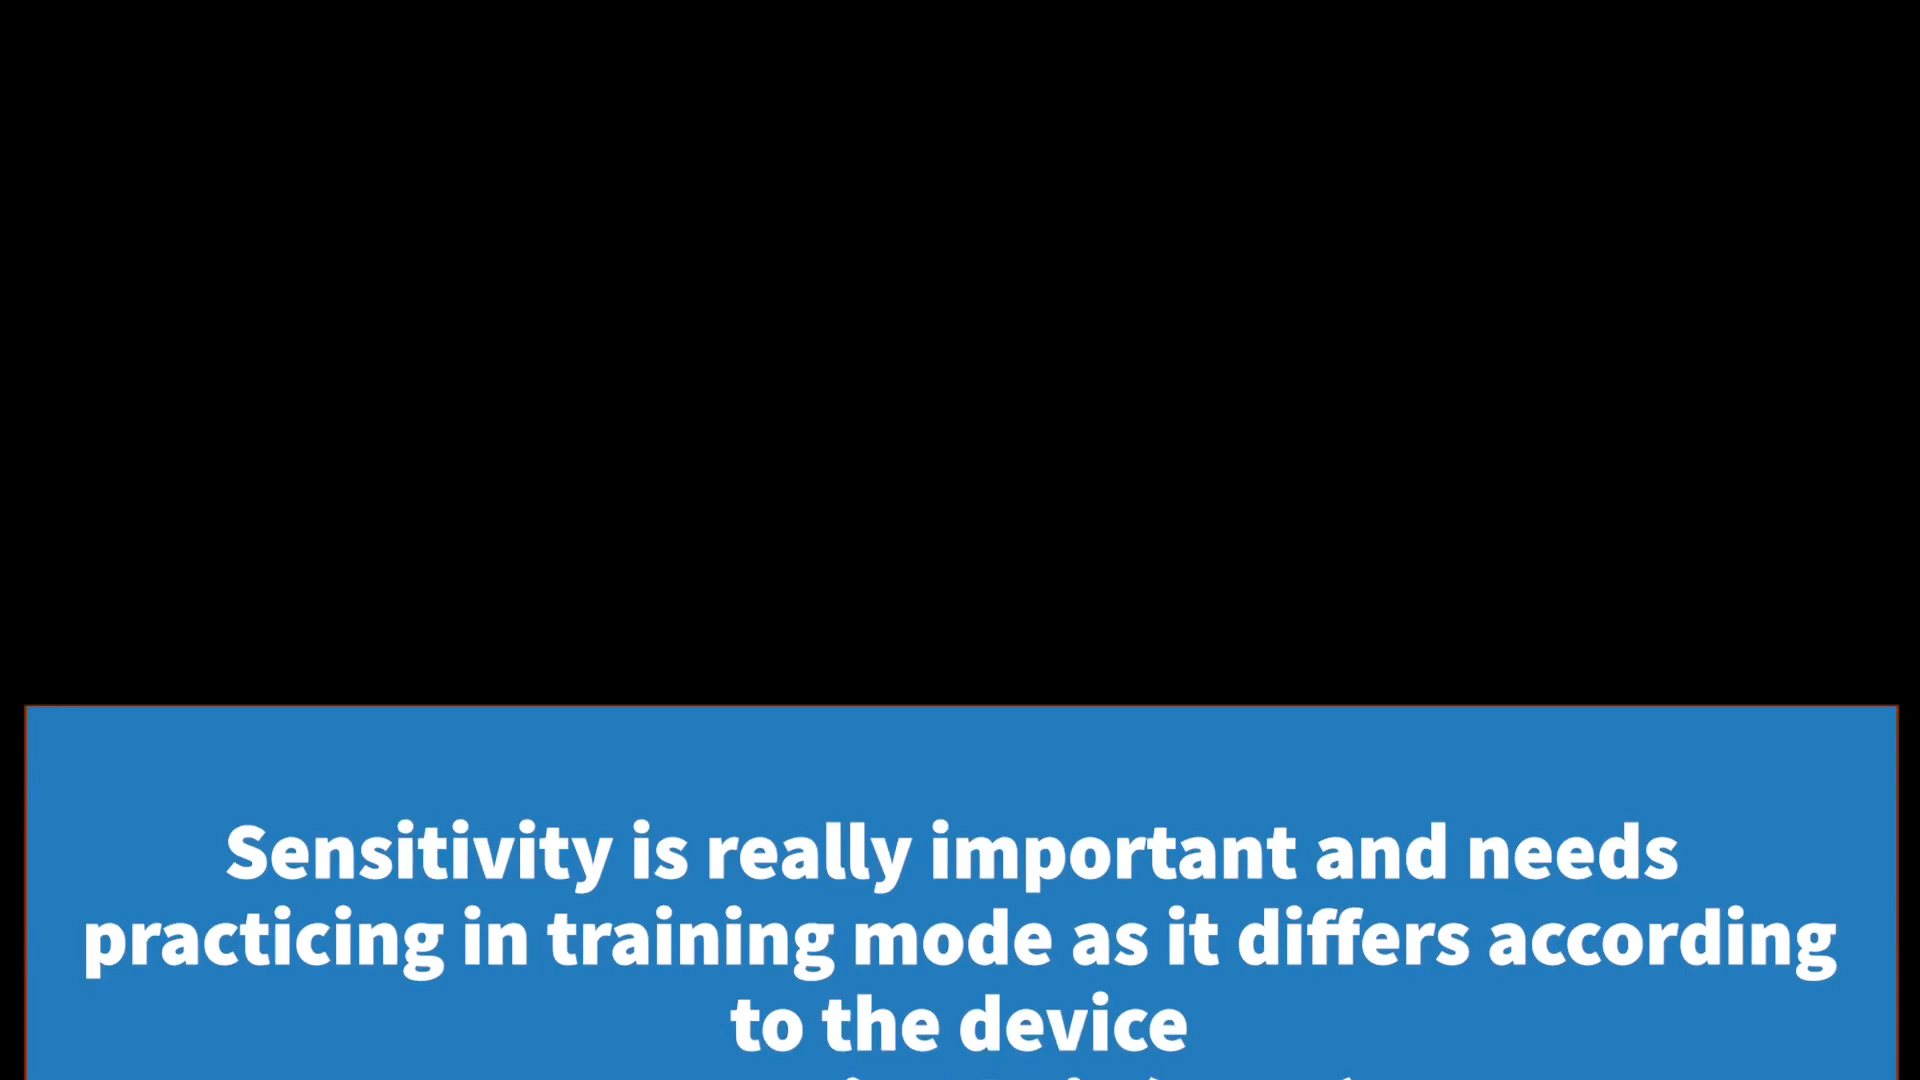 Sensitivity is really important and needs
practicing in training mode as it differs according
to the device